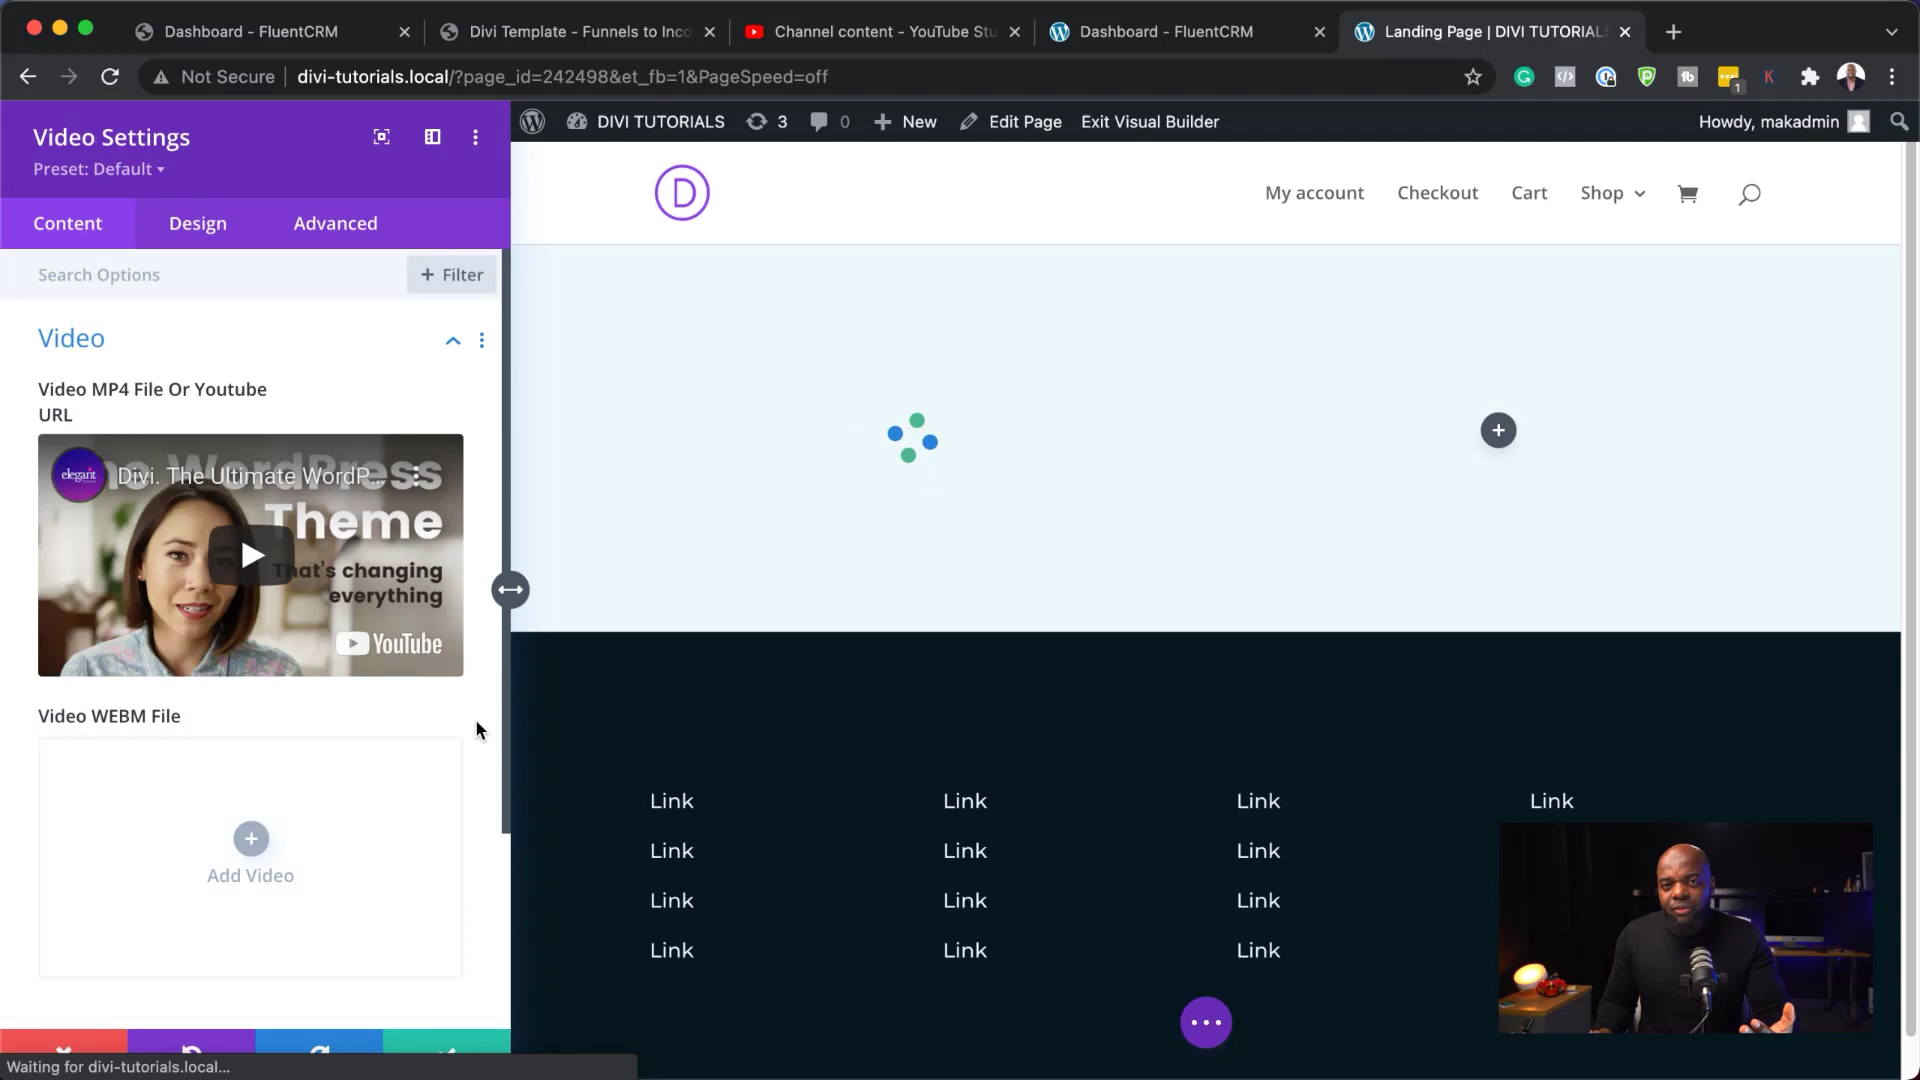 Dashboard - FluentCRM
Divi Template - Funnels to Inco
Channel content - YouTube Stu
Dashboard - FluentCRM
Landing Page | DIVI TUTORIALS
Not Secure
divi-tutorials.local/?page_id=242498&et_fb=1&PageSpeed=off
1
Video Settings
Preset: Default
DIVI TUTORIALS
3
0
New
Edit Page
Exit Visual Builder
Howdy, makadmin
Content
Design
Advanced
My account
Checkout
Cart
Shop
Search Options
+ Filter
Video
Video MP4 File Or Youtube
URL
elegant
Divi. The Ultimate WordP...
Theme
That's changing
everything
YouTube
Video WEBM File
Add Video
Link
Link
Link
Link
Link
Link
Link
Link
Link
Link
Link
Link
Link
Waiting for divi-tutorials.local...